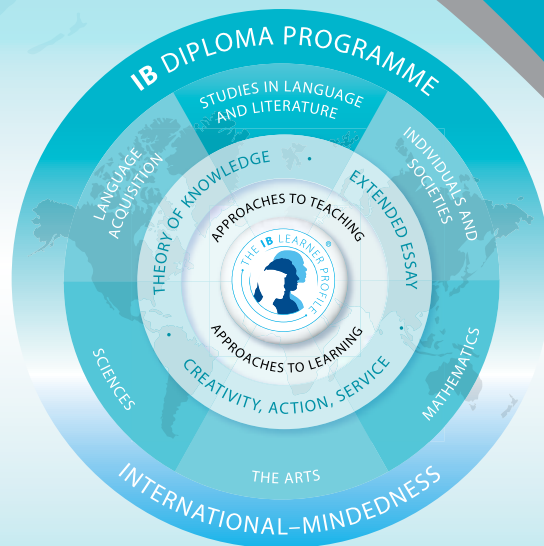 IB DIPLOMA PROGRAMME
STUDIES IN LANGUAGE
AND LITERATURE
LANGUAGE
ACQUISITION
INDIVIDUALS AND
SOCIETIES
THEORY OF KNOWLEDGE
EXTENDED ESSAY
APPROACHES TO TEACHING
THE IB LEARNER PROFILE ®
APPROACHES TO LEARNING
CREATIVITY, ACTION, SERVICE
SCIENCES
MATHEMATICS
THE ARTS
INTERNATIONAL–MINDEDNESS